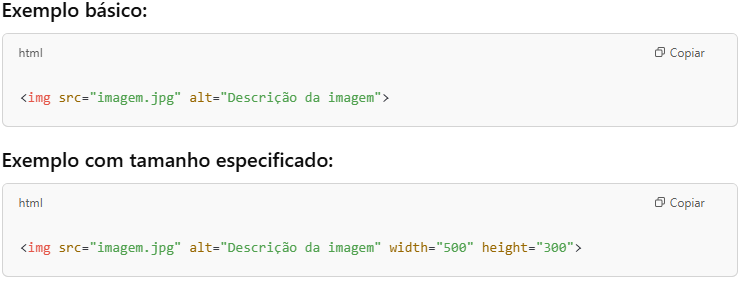 Exemplo básico:
html
Copiar
<img src="imagem.jpg" alt="Descrição da imagem">
Exemplo com tamanho especificado:
html
Copiar
<img src="imagem.jpg" alt="Descrição da imagem" width="500" height="300">